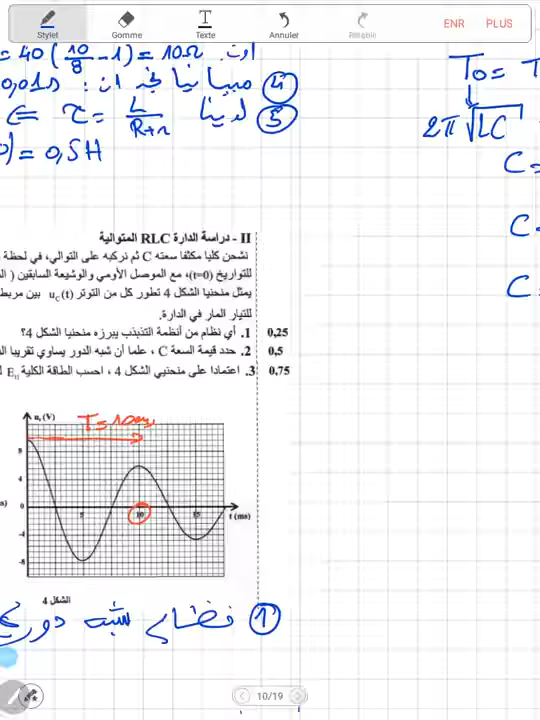 Stylet Gomme Texte Annuler Rétablir ENR PLUS
= 40 (10/8 - 1) = 10Ω
④ 0,01s مبيانيا نجد ان :
⑤ لدينا τ = L/R+r ⇐
= 0,5H
T₀ = T
2π√LC
C =
C =
C =
II - دراسة الدارة RLC المتوالية
نشحن كليا مكثفا سعته C ثم نركبه على التوالي، في لحظة
للتواريخ (t=0)، مع الموصل الأومي والوشيعة السابقين
يمثل منحنيا الشكل 4 تطور كل من التوتر u_C(t) بين مربط
للتيار المار في الدارة.
0,25 1. أي نظام من أنظمة التذبذب يبرزه منحنيا الشكل 4؟
0,5 2. حدد قيمة السعة C ، علما أن شبه الدور يساوي تقريبا
0,75 3. اعتمادا على منحنيي الشكل 4 ، احسب الطاقة الكلية
u_c (V)
T=10ms
8
4
0
-4
-8
5 10 15 t (ms)
الشكل 4
① نظام شبه دوري
10/19